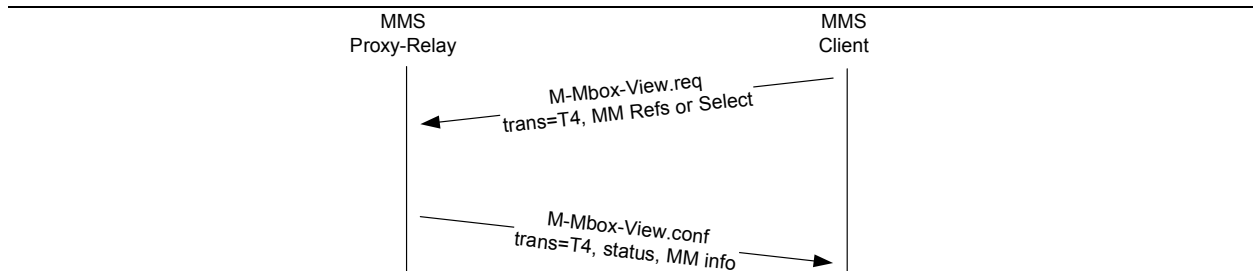 MMS
Proxy-Relay
MMS
Client
M-Mbox-View.req
trans=T4, MM Refs or Select
M-Mbox-View.conf
trans=T4, status, MM info